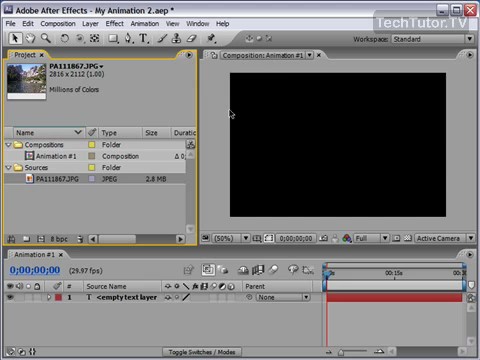 Adobe After Effects - My Animation 2.aep *
TechTutor.TV
File Edit Composition Layer Effect Animation View Window Help
Workspace: Standard
Project
PA111867.JPG
2816 x 2112 (1.00)
Millions of Colors
Name Type Size Duratio
Compositions Folder
Animation #1 Composition Δ 0;
Sources Folder
PA111867.JPG JPEG 2.8 MB
8 bpc
Composition: Animation #1
(50%) 0;00;00;00 Full Active Camera
Animation #1
0;00;00;00 (29.97 fps)
# Source Name Parent
1 T <empty text layer> None
00:15s
Toggle Switches / Modes